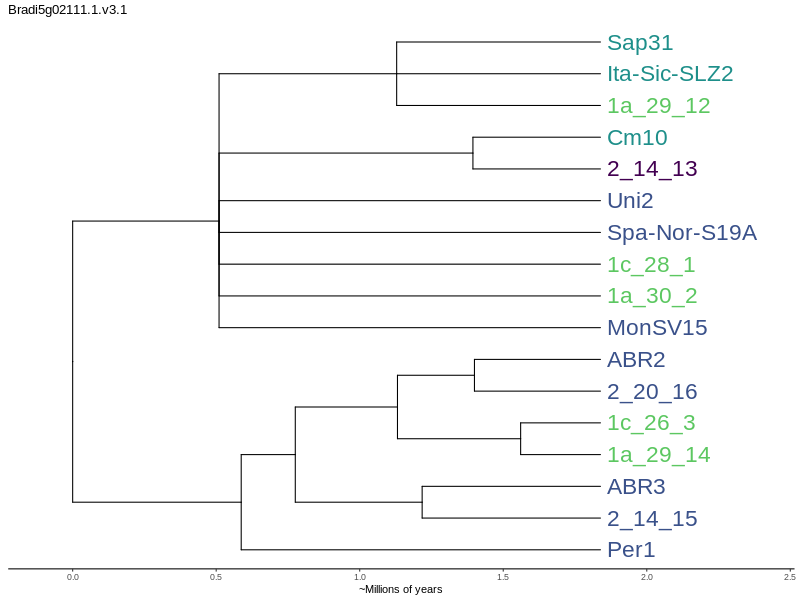 Bradi5g02111.1.v3.1
Sap31
Ita-Sic-SLZ2
1a_29_12
Cm10
2_14_13
Uni2
Spa-Nor-S19A
1c_28_1
1a_30_2
MonSV15
ABR2
2_20_16
1c_26_3
1a_29_14
ABR3
2_14_15
Per1
0.0 0.5 1.0 1.5 2.0 2.5
~Millions of years